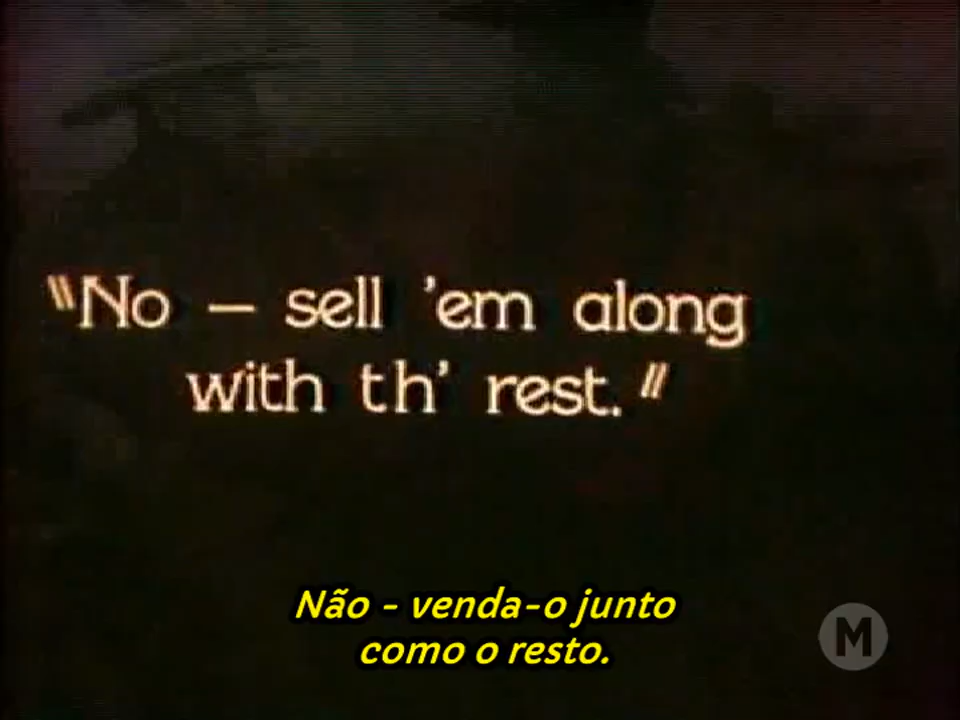 "No — sell 'em along
with th' rest."
Não - venda-o junto
como o resto.
M